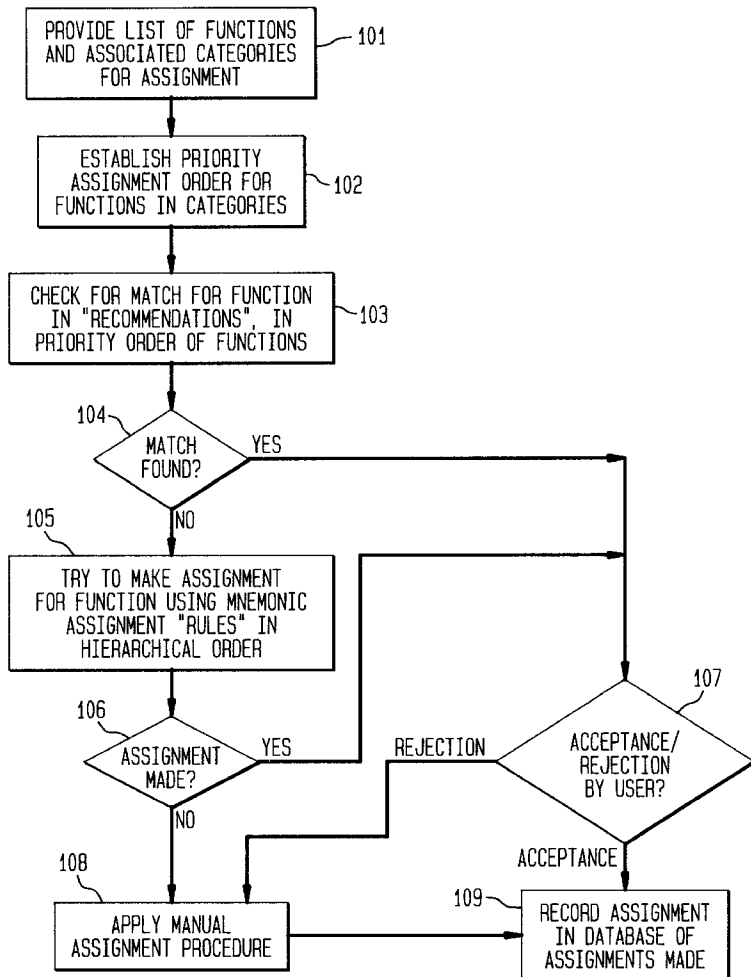 PROVIDE LIST OF FUNCTIONS
AND ASSOCIATED CATEGORIES
FOR ASSIGNMENT
101
ESTABLISH PRIORITY
ASSIGNMENT ORDER FOR
FUNCTIONS IN CATEGORIES
102
CHECK FOR MATCH FOR FUNCTION
IN "RECOMMENDATIONS", IN
PRIORITY ORDER OF FUNCTIONS
103
104
MATCH
FOUND?
YES
NO
105
TRY TO MAKE ASSIGNMENT
FOR FUNCTION USING MNEMONIC
ASSIGNMENT "RULES" IN
HIERARCHICAL ORDER
106
ASSIGNMENT
MADE?
YES
NO
REJECTION
107
ACCEPTANCE/
REJECTION
BY USER?
ACCEPTANCE
108
APPLY MANUAL
ASSIGNMENT PROCEDURE
109
RECORD ASSIGNMENT
IN DATABASE OF
ASSIGNMENTS MADE